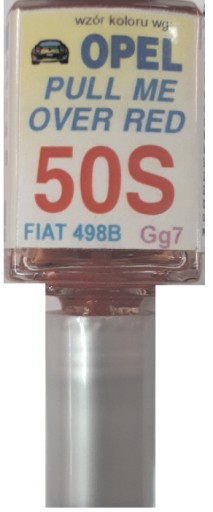 wzór koloru wg.
OPEL
PULL ME
OVER RED
50S
FIAT 498B Gg7